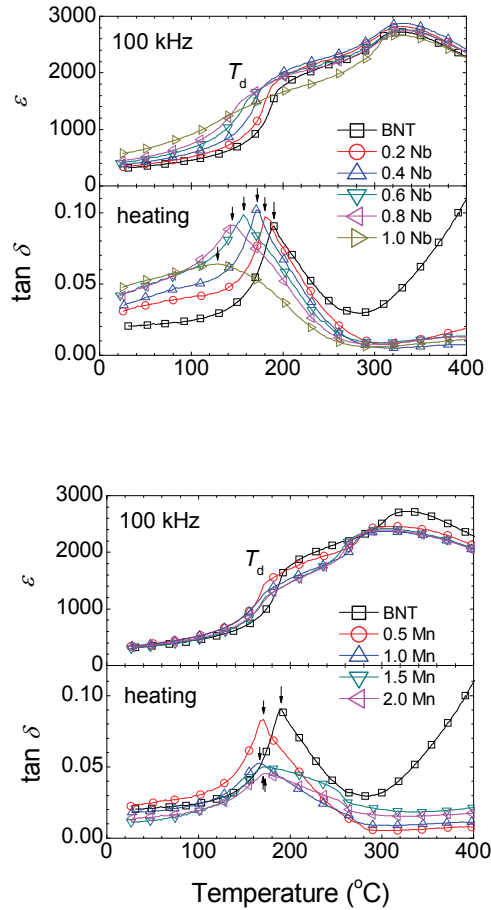 3000
100 kHz
2000
ε
T_d
1000
BNT
0.2 Nb
0.4 Nb
0
0.10
heating
0.6 Nb
0.8 Nb
1.0 Nb
tan δ
0.05
0.00
0 100 200 300 400
3000
100 kHz
2000
ε
T_d
1000
BNT
0.5 Mn
1.0 Mn
0
0.10
heating
1.5 Mn
2.0 Mn
tan δ
0.05
0.00
0 100 200 300 400
Temperature (°C)